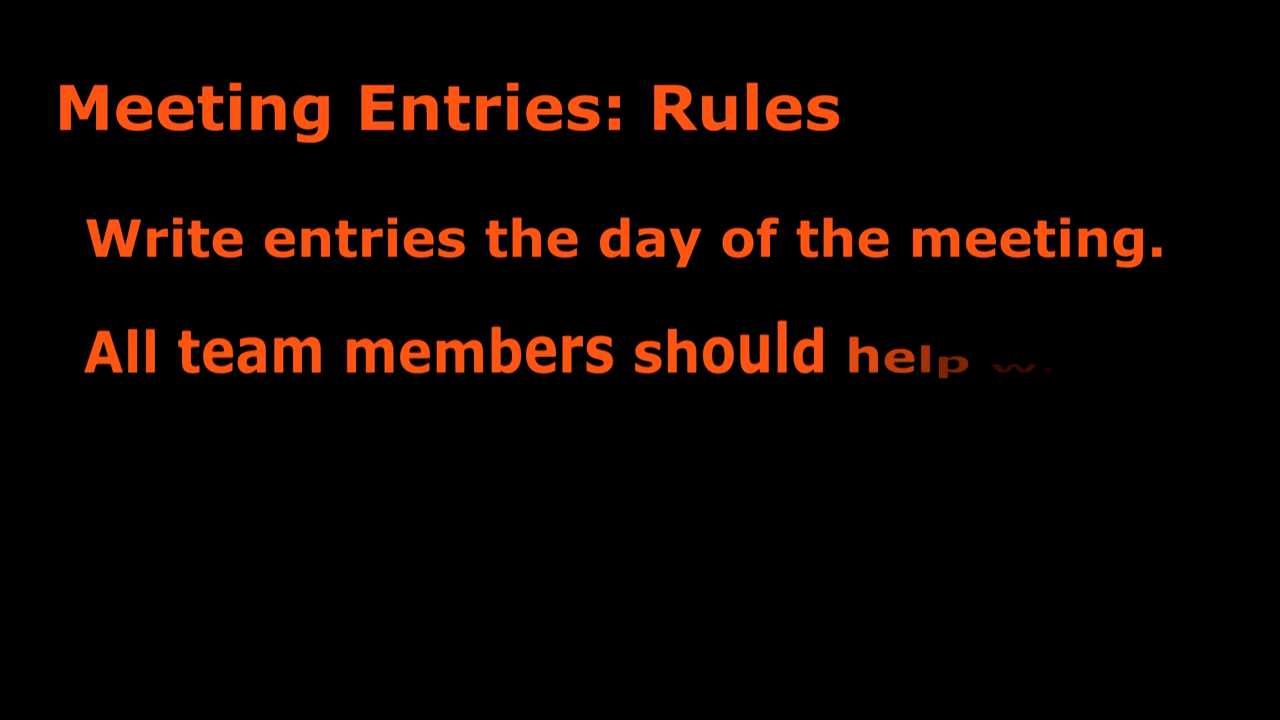 Meeting Entries: Rules
Write entries the day of the meeting.
All team members should help